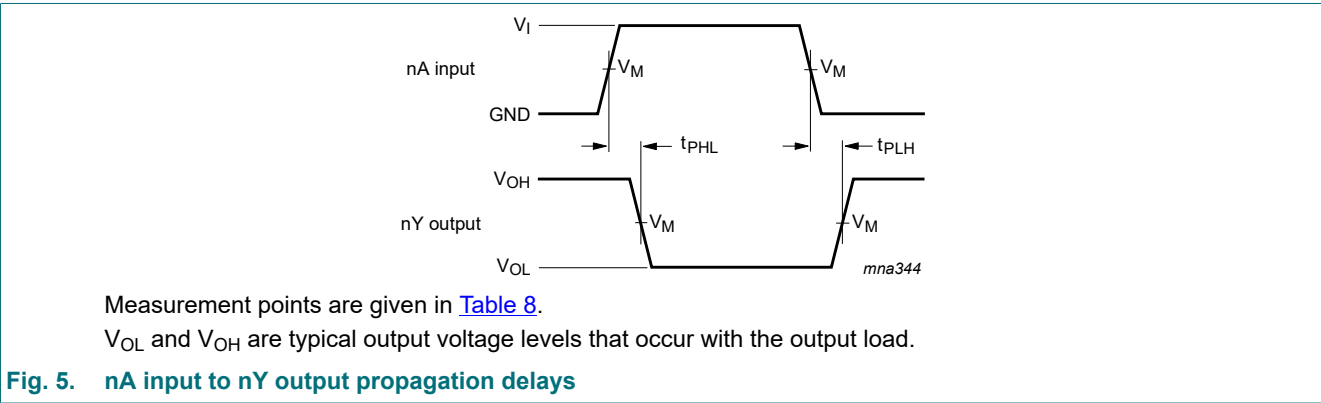 VI
nA input
VM
VM
GND
tPHL
tPLH
VOH
nY output
VM
VM
VOL
mna344
Measurement points are given in Table 8.
VOL and VOH are typical output voltage levels that occur with the output load.
Fig. 5. nA input to nY output propagation delays